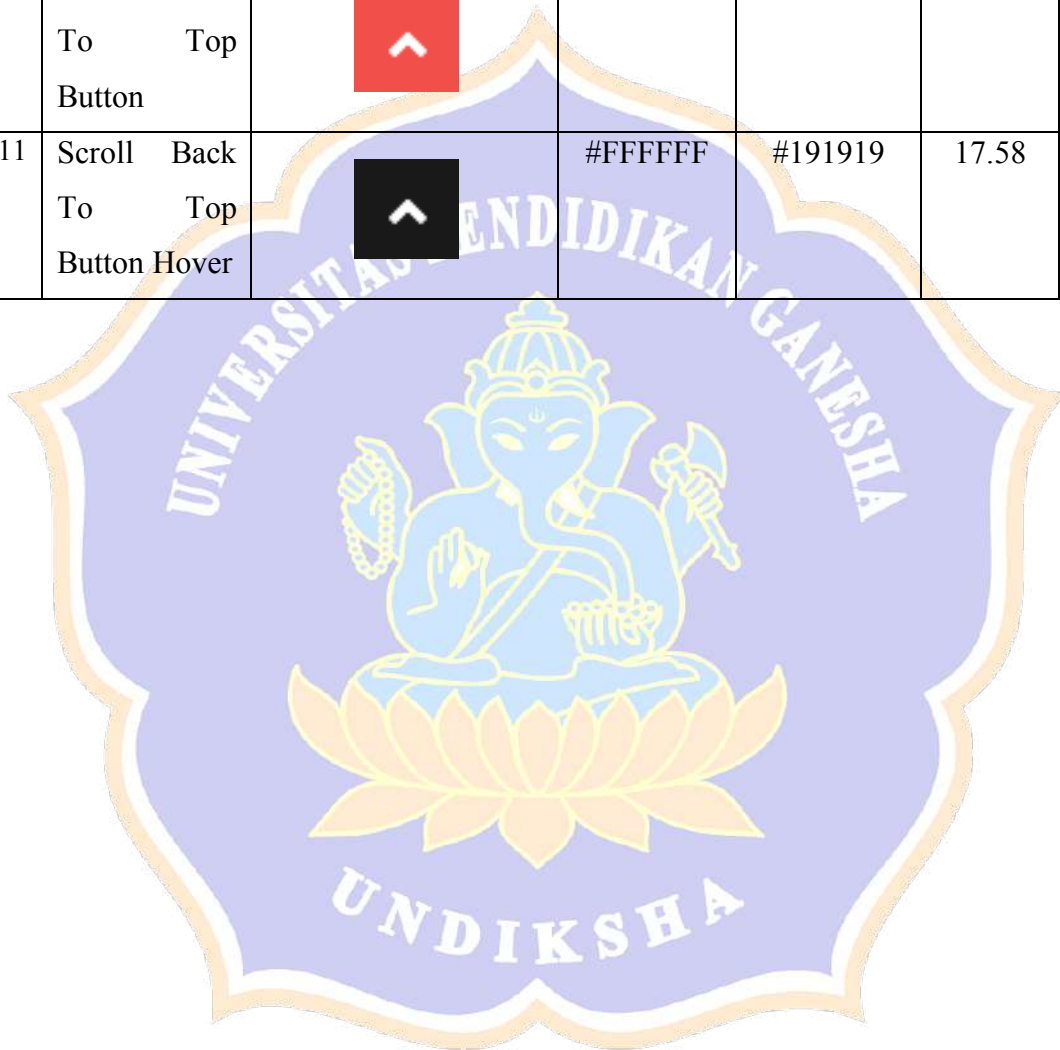 To Top
Button
11 Scroll Back #FFFFFF #191919 17.58
To Top
Button Hover
UNIVERSITAS PENDIDIKAN GANESHA
UNDIKSHA